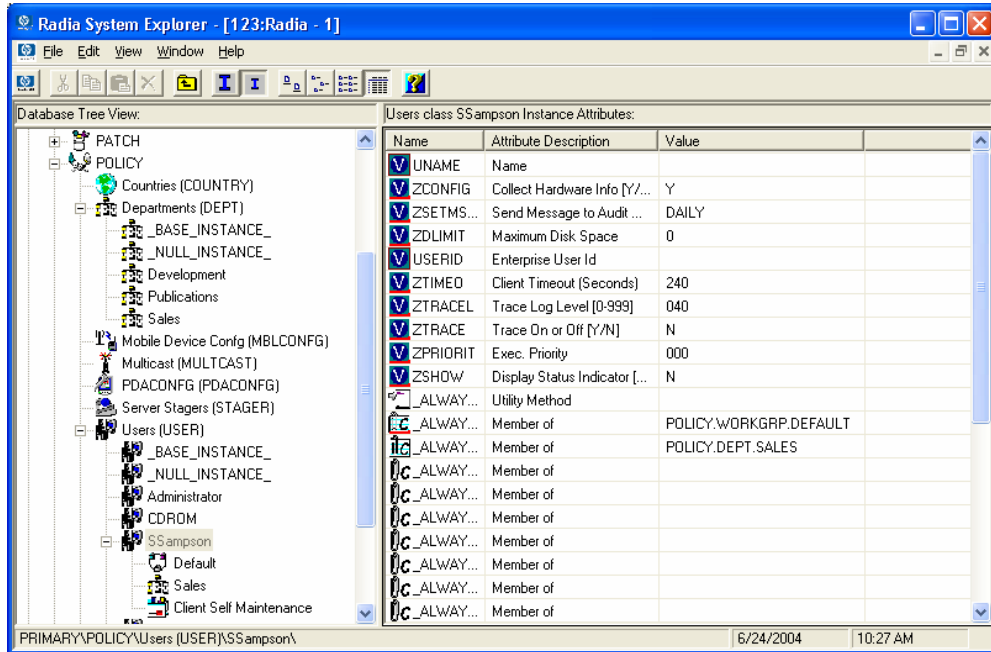 Radia System Explorer - [123:Radia - 1]
File Edit View Window Help
Database Tree View:
Users class SSampson Instance Attributes:
PATCH
POLICY
Countries (COUNTRY)
Departments (DEPT)
_BASE_INSTANCE_
_NULL_INSTANCE_
Development
Publications
Sales
Mobile Device Confg (MBLCONFG)
Multicast (MULTCAST)
PDACONFG (PDACONFG)
Server Stagers (STAGER)
Users (USER)
_BASE_INSTANCE_
_NULL_INSTANCE_
Administrator
CDROM
SSampson
Default
Sales
Client Self Maintenance
Name Attribute Description Value
UNAME Name
ZCONFIG Collect Hardware Info [Y/... Y
ZSETMS... Send Message to Audit ... DAILY
ZDLIMIT Maximum Disk Space 0
USERID Enterprise User Id
ZTIMEO Client Timeout (Seconds) 240
ZTRACEL Trace Log Level [0-999] 040
ZTRACE Trace On or Off [Y/N] N
ZPRIORIT Exec. Priority 000
ZSHOW Display Status Indicator [... N
_ALWAY... Utility Method
_ALWAY... Member of POLICY.WORKGRP.DEFAULT
_ALWAY... Member of POLICY.DEPT.SALES
_ALWAY... Member of
_ALWAY... Member of
_ALWAY... Member of
_ALWAY... Member of
_ALWAY... Member of
_ALWAY... Member of
_ALWAY... Member of
PRIMARY\POLICY\Users (USER)\SSampson\ 6/24/2004 10:27 AM